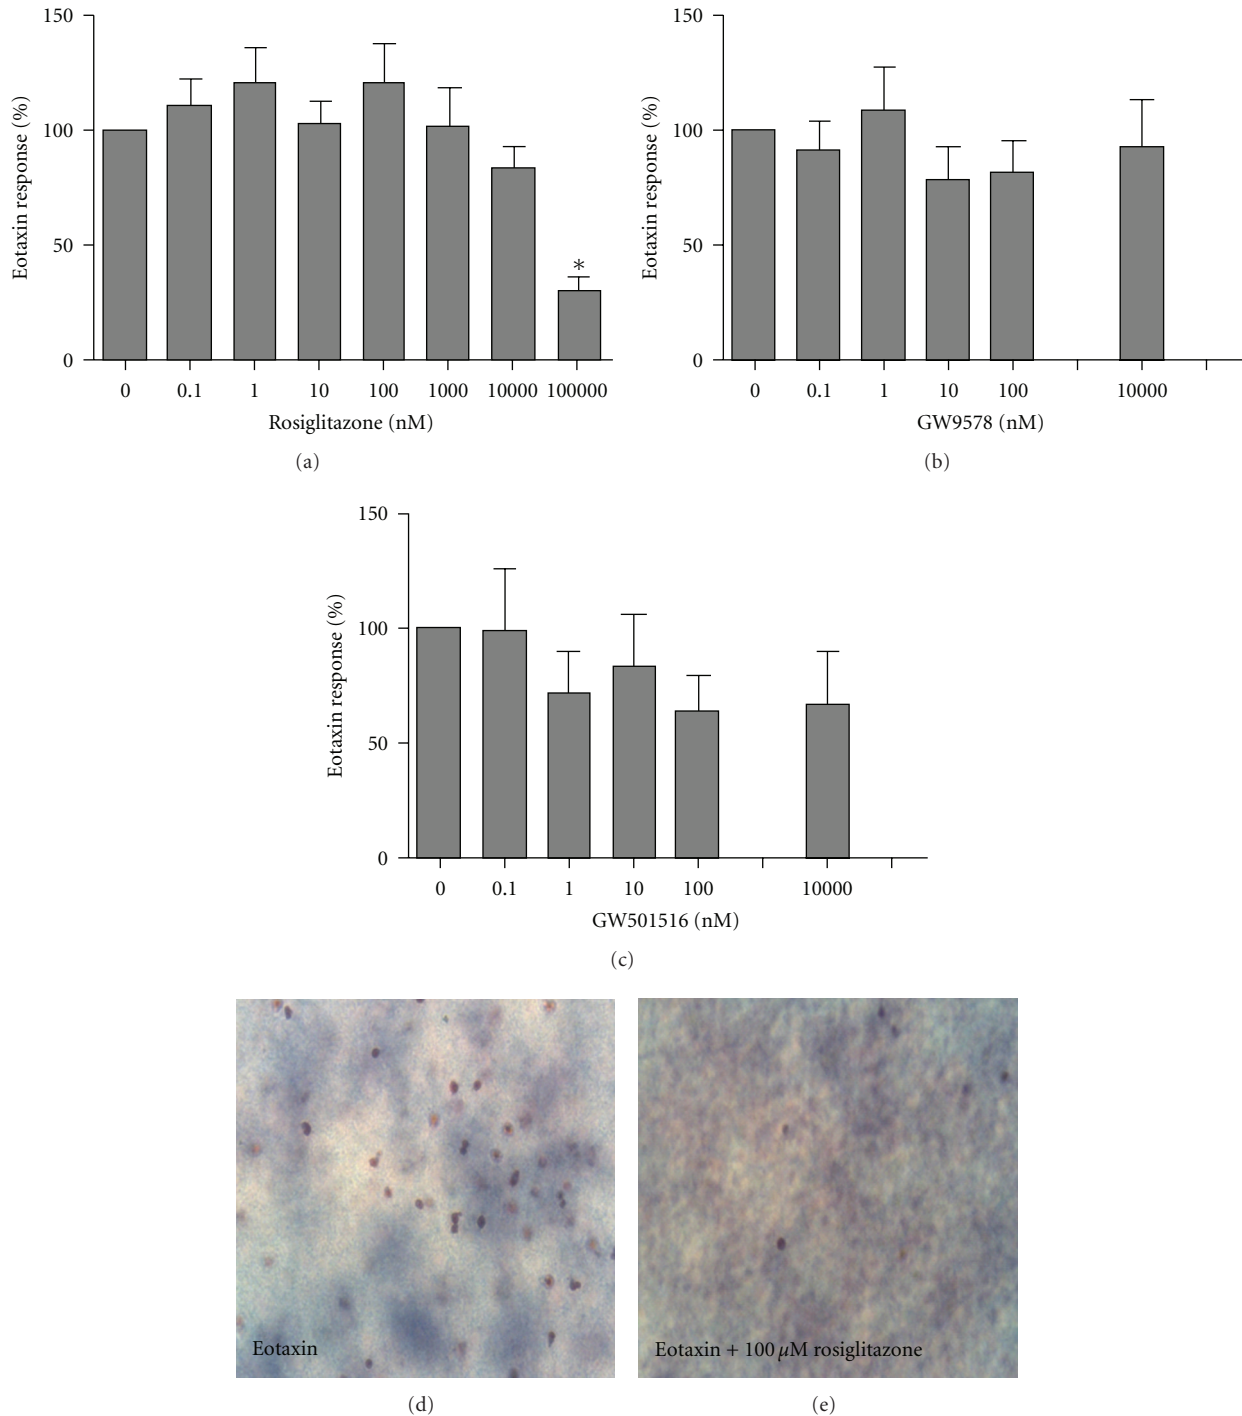 150
100
50
0
Eotaxin response (%)
*
0 0.1 1 10 100 1000 10000 100000
Rosiglitazone (nM)
(a)
150
100
50
0
Eotaxin response (%)
0 0.1 1 10 100 10000
GW9578 (nM)
(b)
150
100
50
0
Eotaxin response (%)
0 0.1 1 10 100 10000
GW501516 (nM)
(c)
Eotaxin
(d)
Eotaxin + 100 μM rosiglitazone
(e)